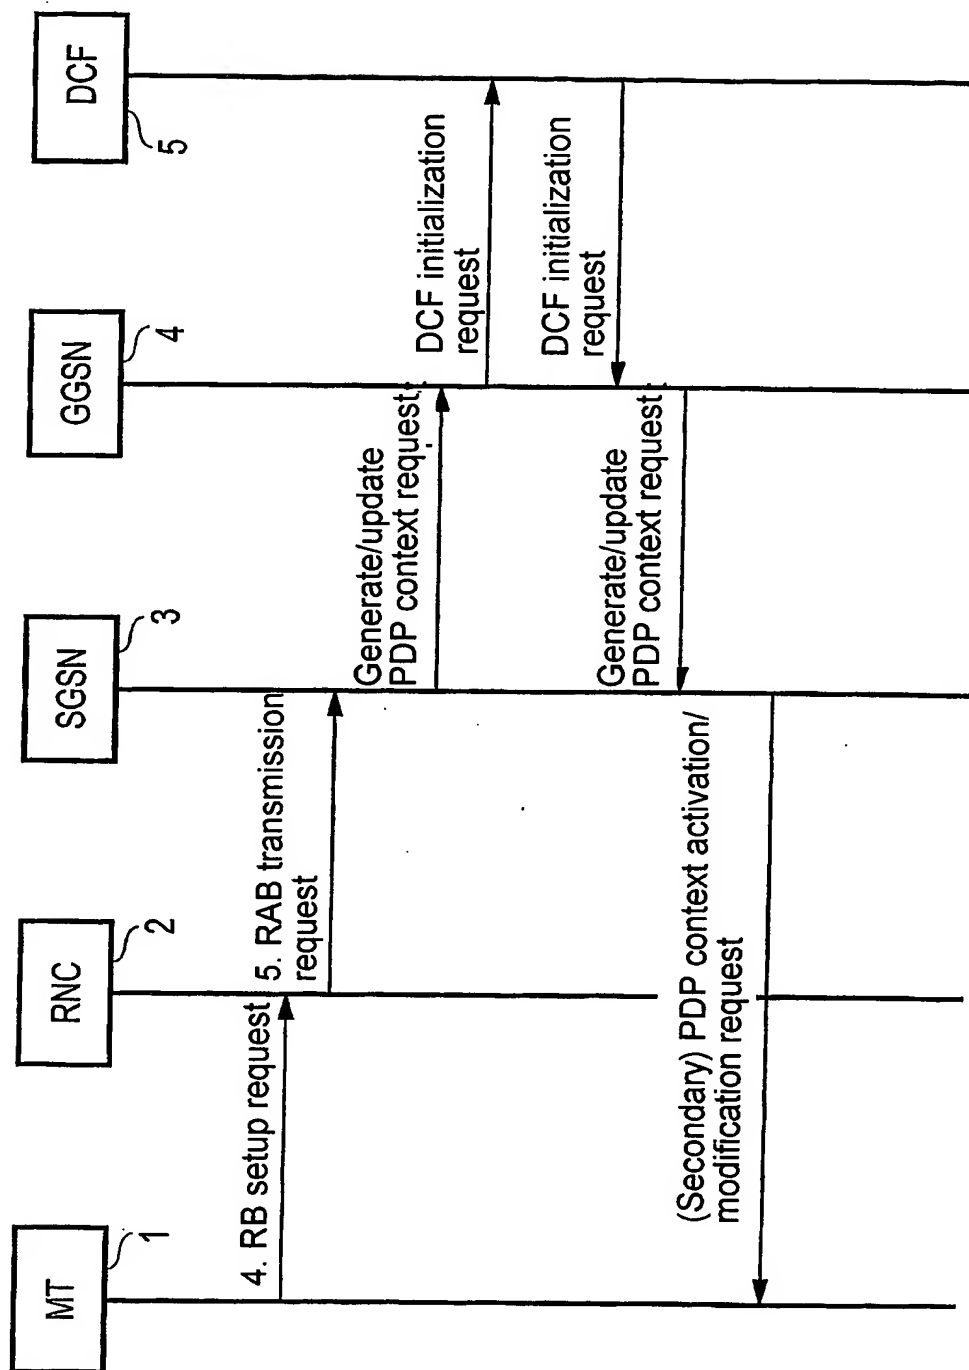 MT
1
RNC
2
SGSN
3
GGSN
4
DCF
5
4. RB setup request
5. RAB transmission
request
Generate/update
PDP context request
DCF initialization
request
DCF initialization
request
Generate/update
PDP context request
(Secondary) PDP context activation/
modification request